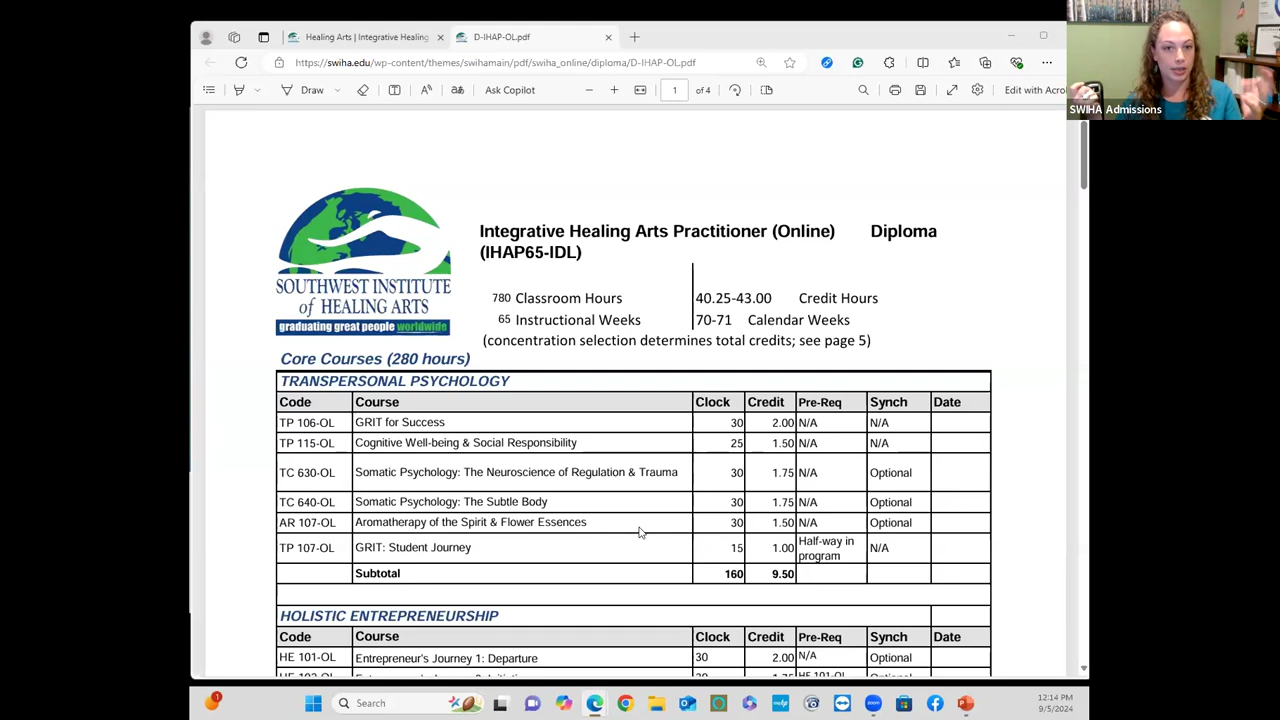 Healing Arts | Integrative Healing
D-IHAP-OL.pdf
https://swiha.edu/wp-content/themes/swihamain/pdf/swiha_online/diploma/D-IHAP-OL.pdf
Draw
Ask Copilot
1 of 4
Edit with Acro
SWIHA Admissions
SOUTHWEST INSTITUTE
of HEALING ARTS
graduating great people worldwide
Integrative Healing Arts Practitioner (Online) Diploma
(IHAP65-IDL)
780 Classroom Hours 40.25-43.00 Credit Hours
65 Instructional Weeks 70-71 Calendar Weeks
(concentration selection determines total credits; see page 5)
Core Courses (280 hours)
TRANSPERSONAL PSYCHOLOGY
Code Course Clock Credit Pre-Req Synch Date
TP 106-OL GRIT for Success 30 2.00 N/A N/A
TP 115-OL Cognitive Well-being & Social Responsibility 25 1.50 N/A N/A
TC 630-OL Somatic Psychology: The Neuroscience of Regulation & Trauma 30 1.75 N/A Optional
TC 640-OL Somatic Psychology: The Subtle Body 30 1.75 N/A Optional
AR 107-OL Aromatherapy of the Spirit & Flower Essences 30 1.50 N/A Optional
TP 107-OL GRIT: Student Journey 15 1.00 Half-way in program N/A
Subtotal 160 9.50
HOLISTIC ENTREPRENEURSHIP
Code Course Clock Credit Pre-Req Synch Date
HE 101-OL Entrepreneur's Journey 1: Departure 30 2.00 N/A Optional
1
Search
12:14 PM
9/5/2024
zoom